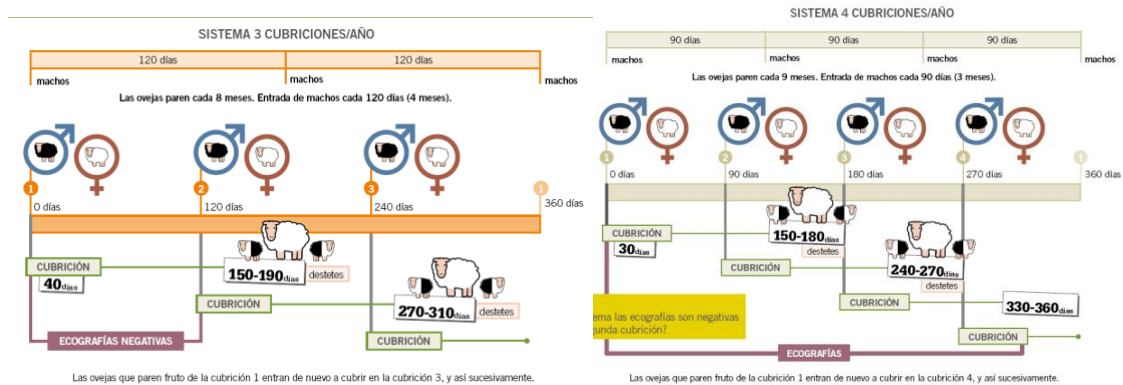 SISTEMA 3 CUBRICIONES/AÑO
120 días 120 días
machos machos machos
Las ovejas paren cada 8 meses. Entrada de machos cada 120 días (4 meses).
1 2 3 1
0 días 120 días 240 días 360 días
CUBRICIÓN
40días
150-190días destetes
CUBRICIÓN
270-310días destetes
ECOGRAFÍAS NEGATIVAS
CUBRICIÓN
Las ovejas que paren fruto de la cubrición 1 entran de nuevo a cubrir en la cubrición 3, y así sucesivamente.
SISTEMA 4 CUBRICIONES/AÑO
90 días 90 días 90 días
machos machos machos machos
Las ovejas paren cada 9 meses. Entrada de machos cada 90 días (3 meses).
1 2 3 4 1
0 días 90 días 180 días 270 días 360 días
CUBRICIÓN
30días
150-180días
destetes
CUBRICIÓN
240-270días
destetes
CUBRICIÓN
330-360días
ema las ecografías son negativas
gunda cubrición?
CUBRICIÓN
ECOGRAFÍAS
Las ovejas que paren fruto de la cubrición 1 entran de nuevo a cubrir en la cubrición 4, y así sucesivamente.